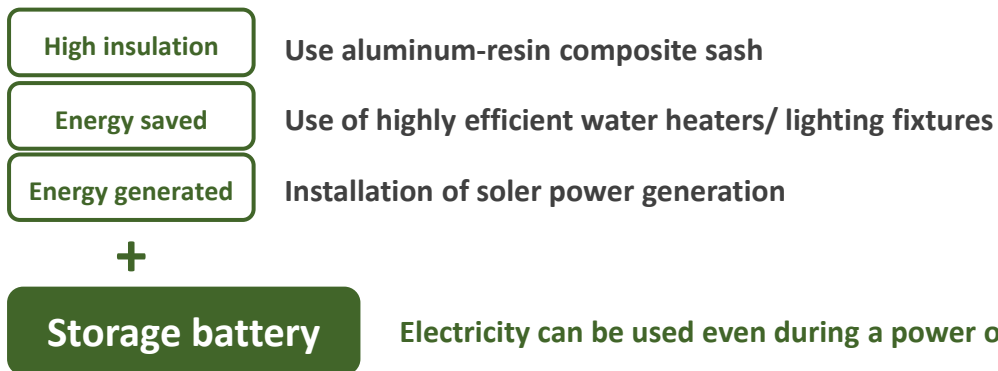 High insulation Use aluminum-resin composite sash
Energy saved Use of highly efficient water heaters/ lighting fixtures
Energy generated Installation of soler power generation
+
Storage battery Electricity can be used even during a power